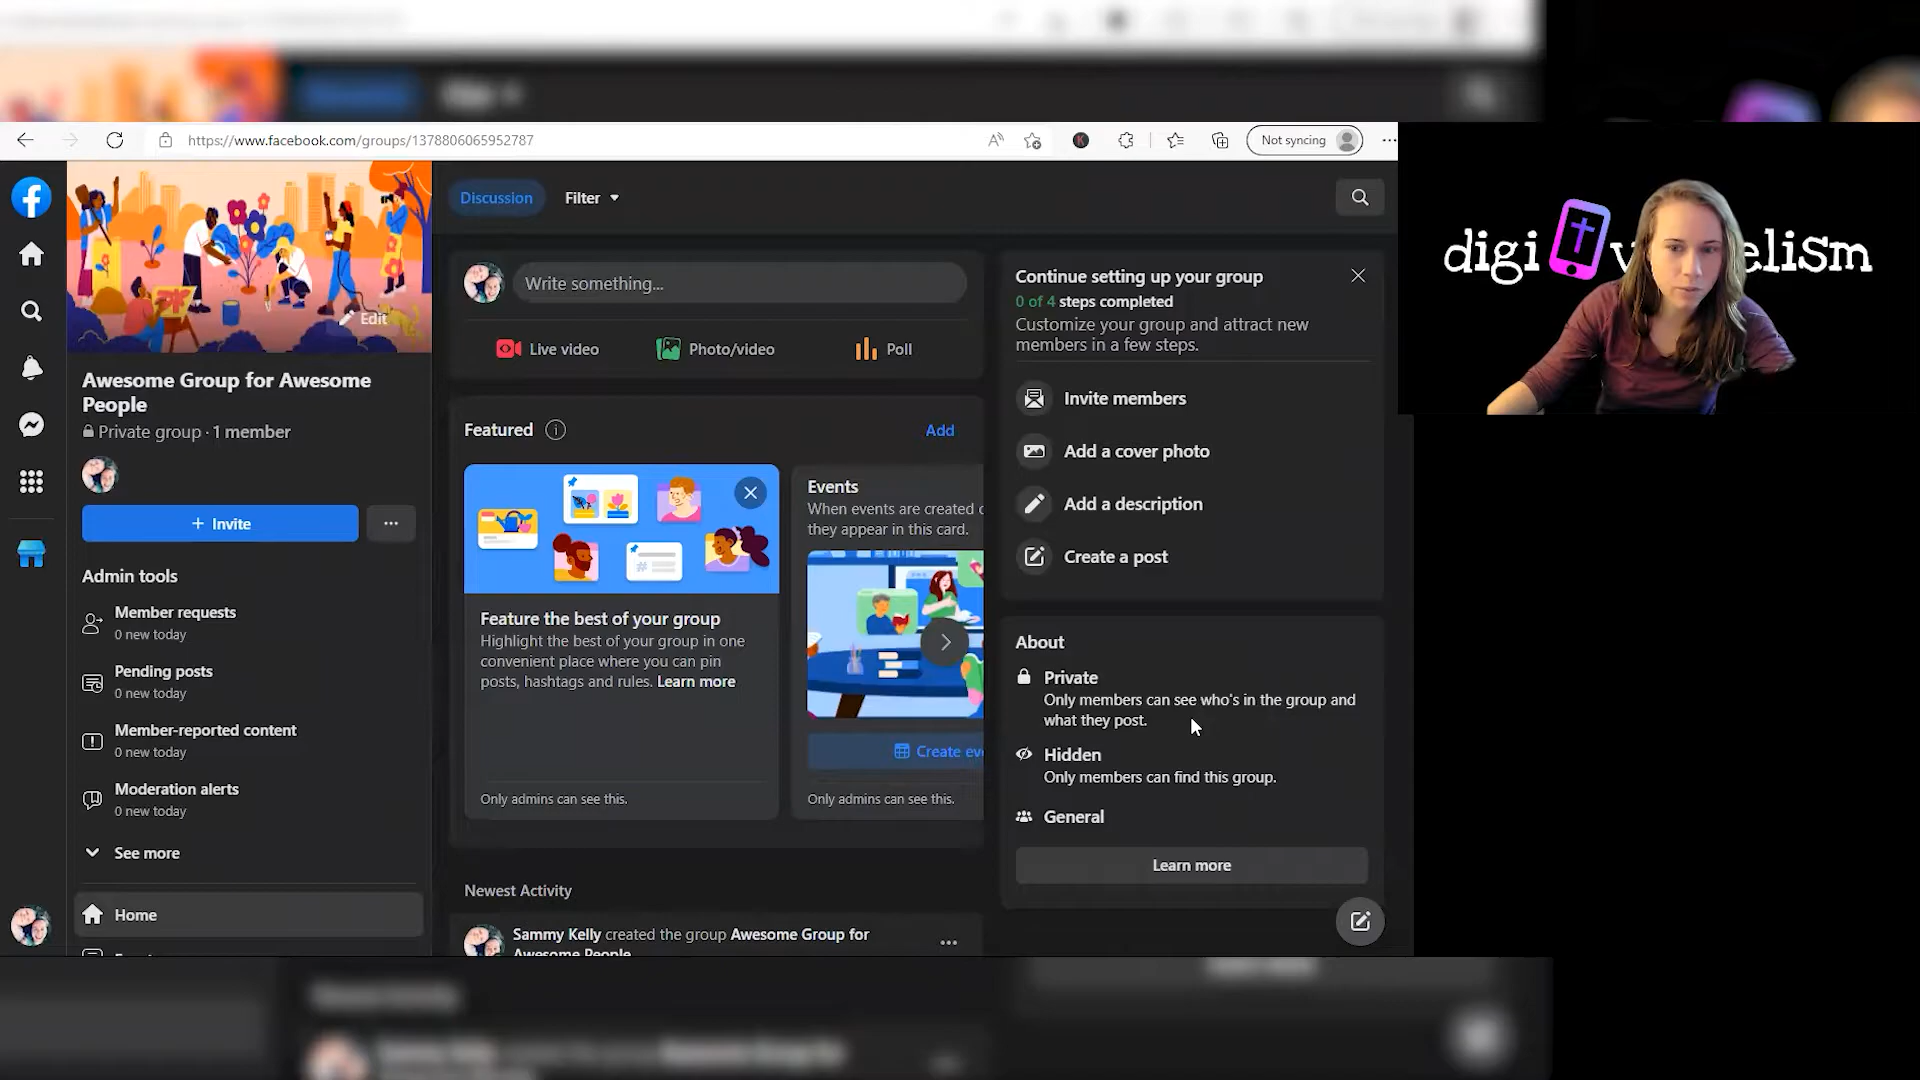 https://www.facebook.com/groups/1378806065952787
Not syncing
Edit
Awesome Group for Awesome
People
Private group · 1 member
+ Invite
Admin tools
Member requests
0 new today
Pending posts
0 new today
Member-reported content
0 new today
Moderation alerts
0 new today
See more
Home
Discussion
Filter
Write something...
Live video
Photo/video
Poll
Featured
Add
Feature the best of your group
Highlight the best of your group in one
convenient place where you can pin
posts, hashtags and rules. Learn more
Only admins can see this.
Events
When events are created
they appear in this card.
Create
Only admins can see this.
Newest Activity
Sammy Kelly created the group Awesome Group for
Awesome People
Continue setting up your group
0 of 4 steps completed
Customize your group and attract new
members in a few steps.
Invite members
Add a cover photo
Add a description
Create a post
About
Private
Only members can see who's in the group and
what they post.
Hidden
Only members can find this group.
General
Learn more
digi elism